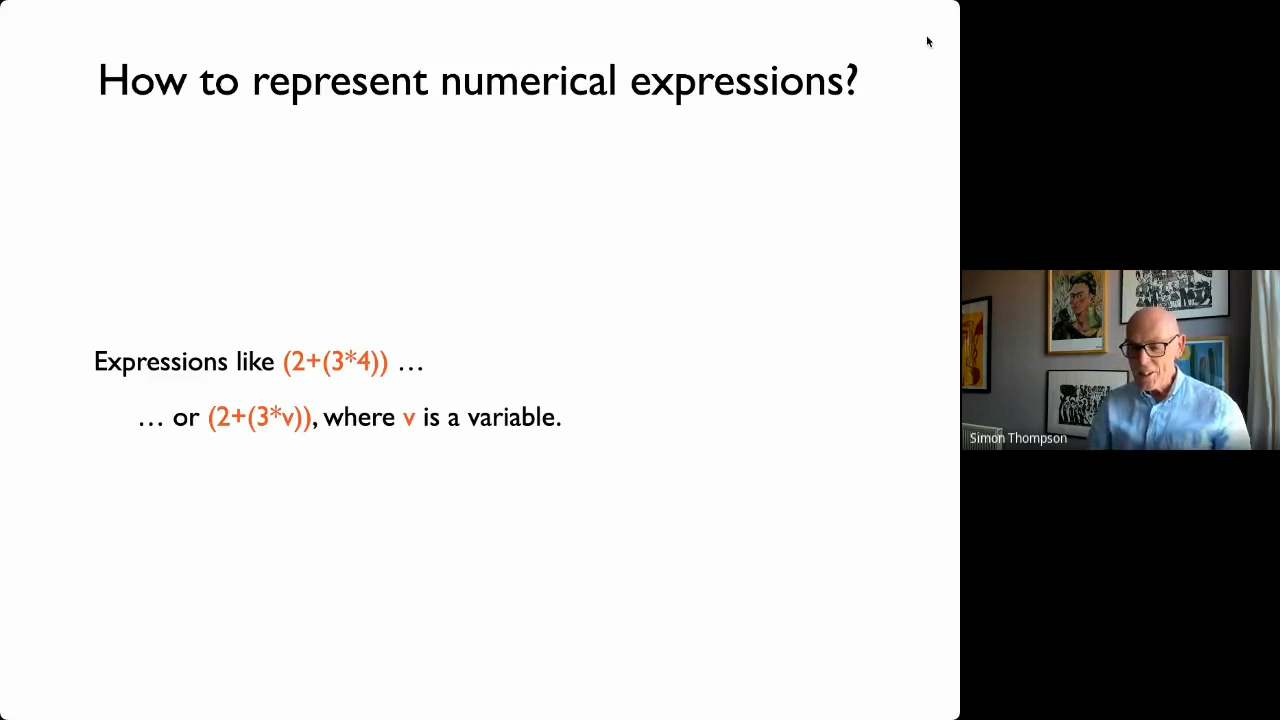 How to represent numerical expressions?
Expressions like (2+(3*4)) …
… or (2+(3*v)), where v is a variable.
Simon Thompson